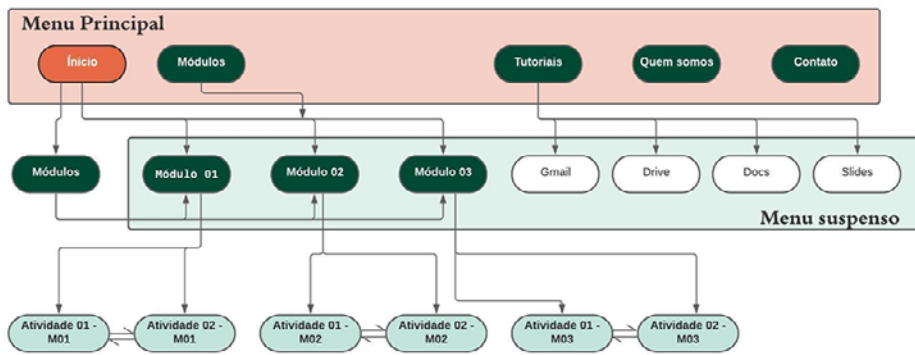 Menu Principal
Ínicio
Módulos
Tutoriais
Quem somos
Contato
Módulos
Módulo 01
Módulo 02
Módulo 03
Gmail
Drive
Docs
Slides
Menu suspenso
Atividade 01 -
M01
Atividade 02 -
M01
Atividade 01 -
M02
Atividade 02 -
M02
Atividade 01 -
M03
Atividade 02 -
M03